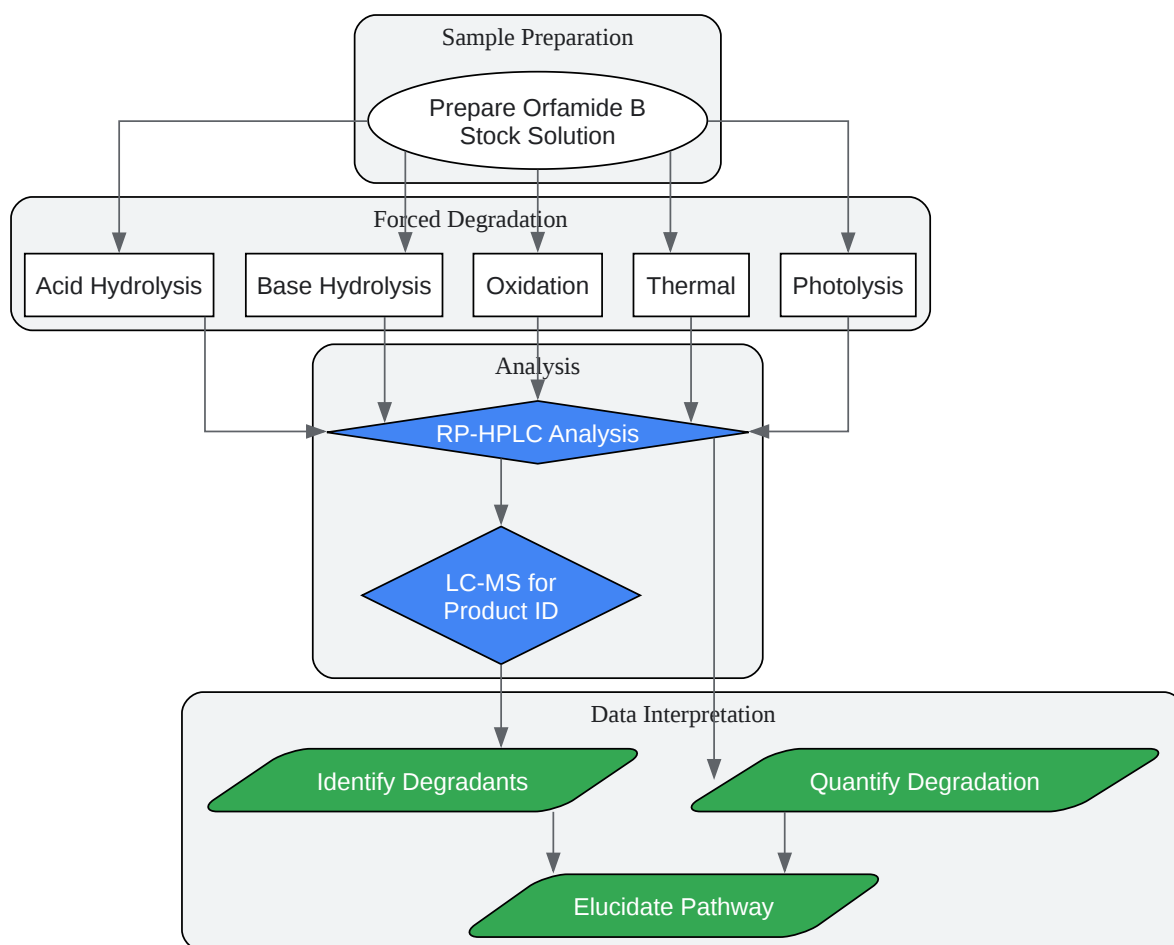 Sample Preparation
Prepare Orfamide B
Stock Solution
Forced Degradation
Acid Hydrolysis
Base Hydrolysis
Oxidation
Thermal
Photolysis
Analysis
RP-HPLC Analysis
LC-MS for
Product ID
Data Interpretation
Identify Degradants
Quantify Degradation
Elucidate Pathway